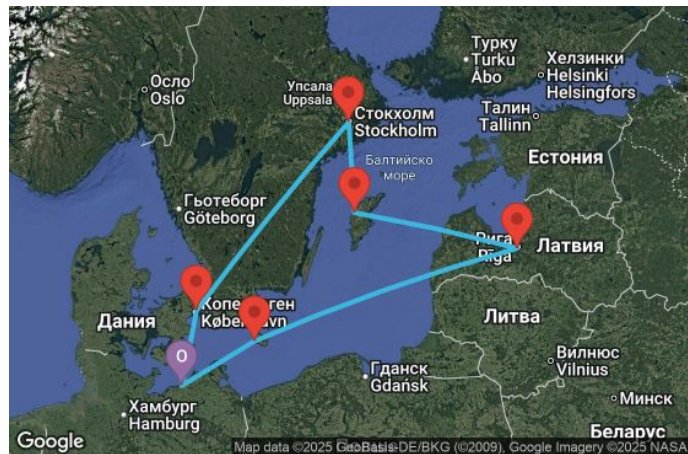 Осло
Oslo
Упсала
Uppsala
Стокхолм
Stockholm
Турку
Turku
Åbo
Хелзинки
Helsinki
Helsingfors
Талин
Tallinn
Балтийско
море
Естония
Гьотеборг
Göteborg
Рига
Rīga
Латвия
Дания
København
O
Литва
Хамбург
Hamburg
Гданск
Gdańsk
Вилнюс
Vilnius
Минск
Беларус
Google
Map data ©2025 GeoBasis-DE/BKG (©2009), Google Imagery ©2025 NASA